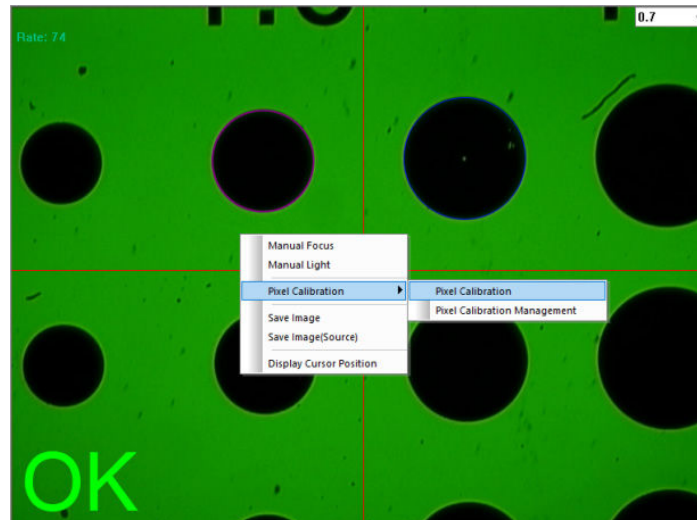 0.7
Rate: 74
Manual Focus
Manual Light
Pixel Calibration
Pixel Calibration
Pixel Calibration Management
Save Image
Save Image(Source)
Display Cursor Position
OK